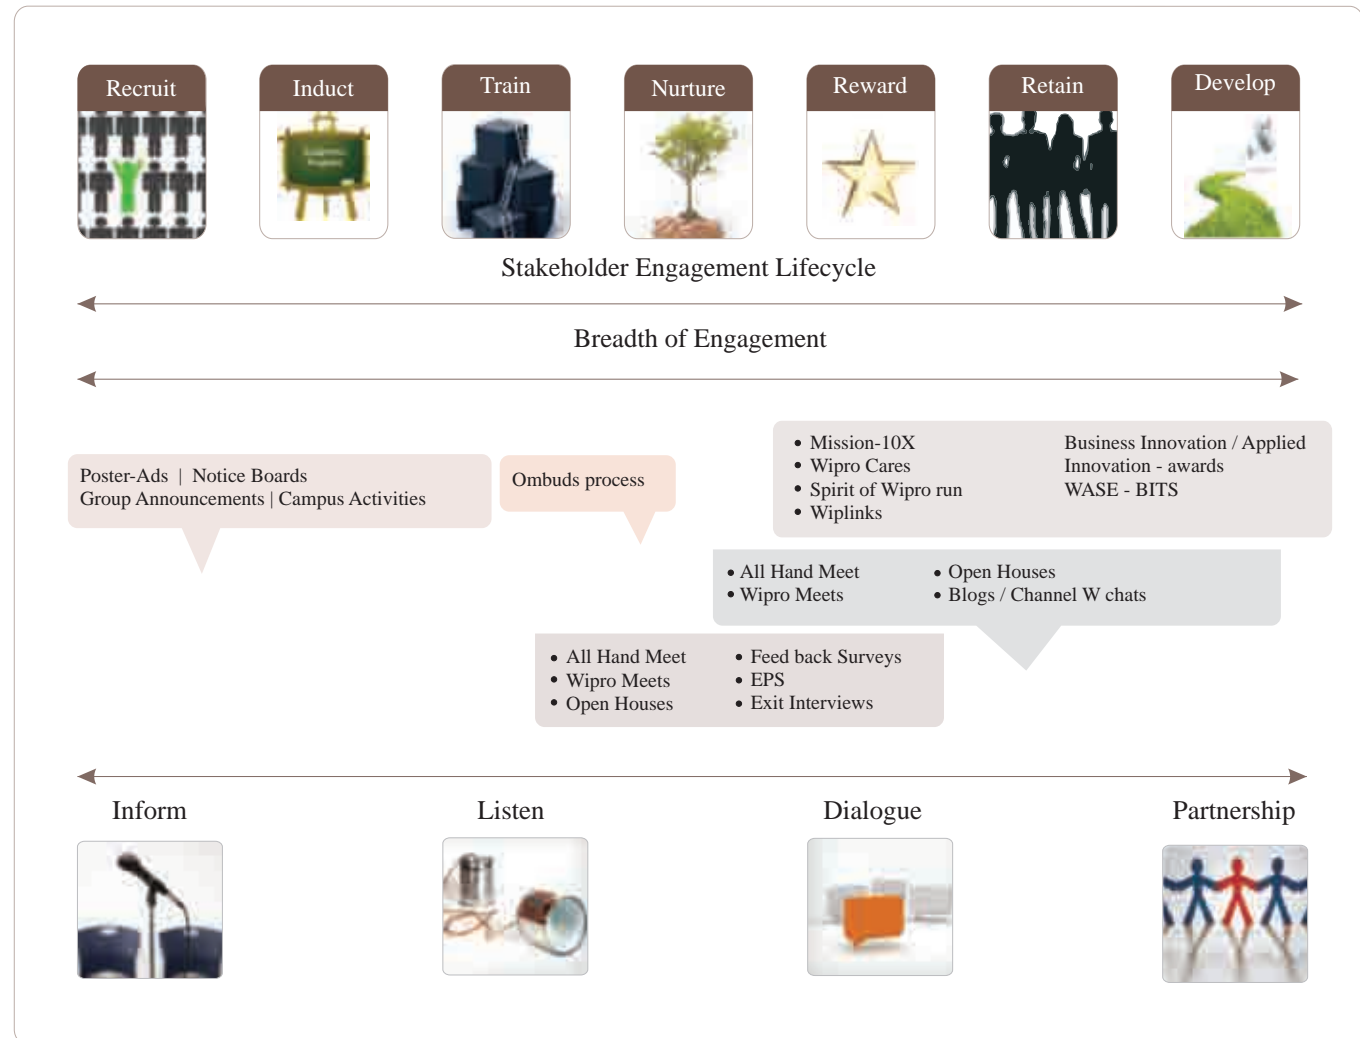 Recruit
Induct
Train
Nurture
Reward
Retain
Develop
Stakeholder Engagement Lifecycle
Breadth of Engagement
Poster-Ads | Notice Boards
Group Announcements | Campus Activities
Ombuds process
• Mission-10X
• Wipro Cares
• Spirit of Wipro run
• Wiplinks
Business Innovation / Applied
Innovation - awards
WASE - BITS
• All Hand Meet
• Wipro Meets
• Open Houses
• Blogs / Channel W chats
• All Hand Meet
• Wipro Meets
• Open Houses
• Feed back Surveys
• EPS
• Exit Interviews
Inform
Listen
Dialogue
Partnership